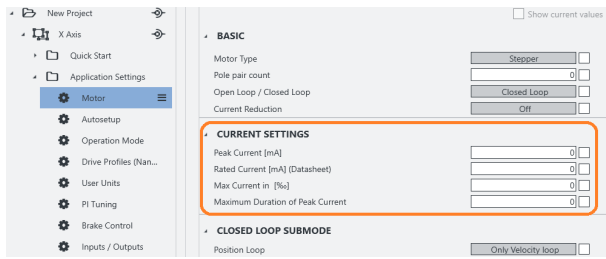 New Project
X Axis
Quick Start
Application Settings
Motor
Autosetup
Operation Mode
Drive Profiles (Nan...
User Units
PI Tuning
Brake Control
Inputs / Outputs
Show current values
BASIC
Motor Type Stepper
Pole pair count 0
Open Loop / Closed Loop Closed Loop
Current Reduction Off
CURRENT SETTINGS
Peak Current [mA] 0
Rated Current [mA] (Datasheet) 0
Max Current in [‰] 0
Maximum Duration of Peak Current 0
CLOSED LOOP SUBMODE
Position Loop Only Velocity loop